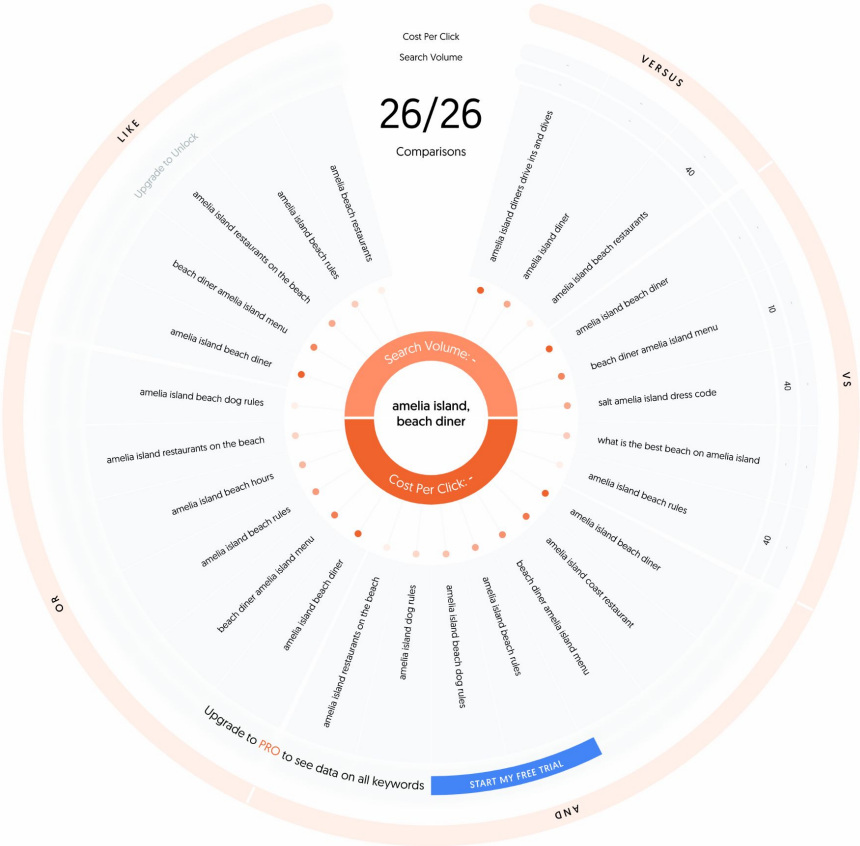 Cost Per Click
Search Volume
26/26
Comparisons
VERSUS
amelia island diners drive ins and dives
amelia island diner
amelia island beach restaurants
40
VS
amelia island beach diner
beach diner amelia island menu
10
salt amelia island dress code
40
what is the best beach on amelia island
amelia island beach rules
40
AND
amelia island beach diner
amelia island coast restaurant
beach diner amelia island menu
amelia island beach rules
amelia island beach dog rules
amelia island dog rules
amelia island restaurants on the beach
OR
amelia island beach diner
beach diner amelia island menu
amelia island beach rules
amelia island beach hours
amelia island restaurants on the beach
amelia island beach dog rules
LIKE
amelia island beach diner
beach diner amelia island menu
amelia island restaurants on the beach
amelia island beach rules
amelia beach restaurants
Upgrade to Unlock
Search Volume: -
amelia island,
beach diner
Cost Per Click: -
Upgrade to PRO to see data on all keywords
START MY FREE TRIAL